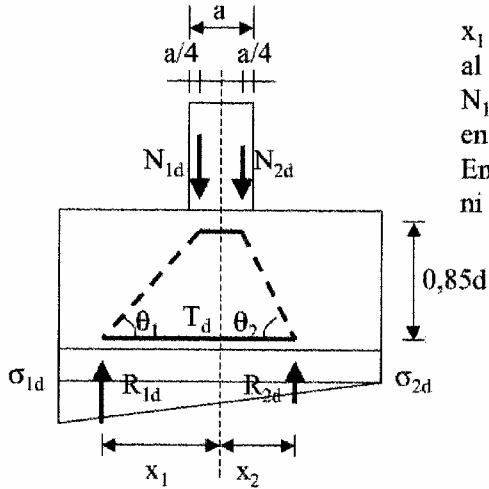 a
a/4 a/4
x₁
al
N₁
en
En
ni
N₁d N₂d
0,85d
θ₁ T_d θ₂
σ₁d R₁d R₂d σ₂d
x₁ x₂